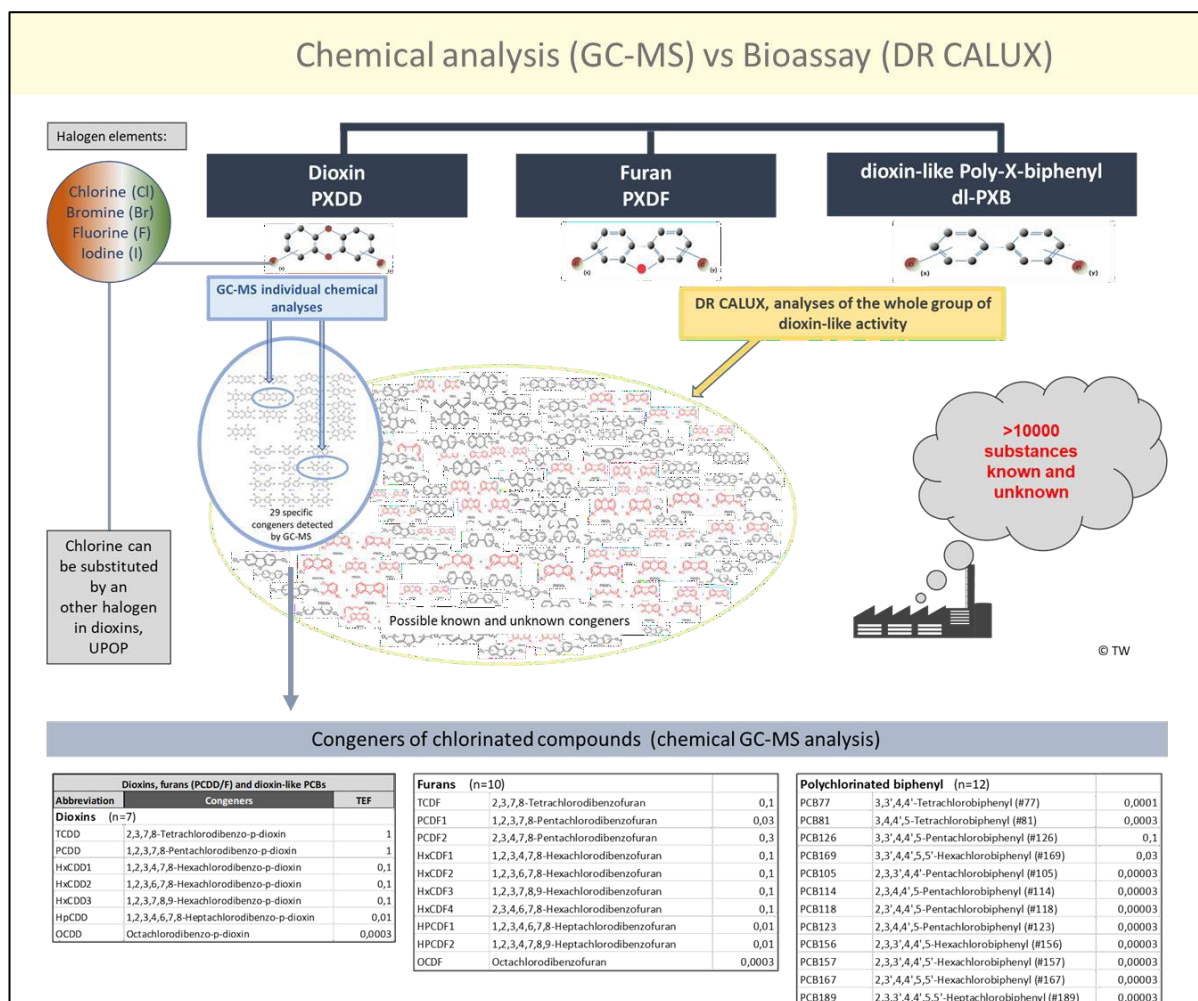 Chemical analysis (GC-MS) vs Bioassay (DR CALUX)
Halogen elements:
Chlorine (Cl)
Bromine (Br)
Fluorine (F)
Iodine (I)
Dioxin
PXDD
Furan
PXDF
dioxin-like Poly-X-biphenyl
dl-PXB
(x)
(x)
(y)
(x)
(y)
GC-MS individual chemical
analyses
DR CALUX, analyses of the whole group of
dioxin-like activity
29 specific
congeners detected
by GC-MS
Possible known and unknown congeners
>10000
substances
known and
unknown
Chlorine can
be substituted
by an
other halogen
in dioxins,
UPOP
© TW
Congeners of chlorinated compounds (chemical GC-MS analysis)
Dioxins, furans (PCDD/F) and dioxin-like PCBs
Abbreviation Congeners TEF
Dioxins (n=7)
TCDD 2,3,7,8-Tetrachlorodibenzo-p-dioxin 1
PCDD 1,2,3,7,8-Pentachlorodibenzo-p-dioxin 1
HxCDD1 1,2,3,4,7,8-Hexachlorodibenzo-p-dioxin 0,1
HxCDD2 1,2,3,6,7,8-Hexachlorodibenzo-p-dioxin 0,1
HxCDD3 1,2,3,7,8,9-Hexachlorodibenzo-p-dioxin 0,1
HpCDD 1,2,3,4,6,7,8-Heptachlorodibenzo-p-dioxin 0,01
OCDD Octachlorodibenzo-p-dioxin 0,0003
Furans (n=10)
TCDF 2,3,7,8-Tetrachlorodibenzofuran 0,1
PCDF1 1,2,3,7,8-Pentachlorodibenzofuran 0,03
PCDF2 2,3,4,7,8-Pentachlorodibenzofuran 0,3
HxCDF1 1,2,3,4,7,8-Hexachlorodibenzofuran 0,1
HxCDF2 1,2,3,6,7,8-Hexachlorodibenzofuran 0,1
HxCDF3 1,2,3,7,8,9-Hexachlorodibenzofuran 0,1
HxCDF4 2,3,4,6,7,8-Hexachlorodibenzofuran 0,1
HPCDF1 1,2,3,4,6,7,8-Heptachlorodibenzofuran 0,01
HPCDF2 1,2,3,4,7,8,9-Heptachlorodibenzofuran 0,01
OCDF Octachlorodibenzofuran 0,0003
Polychlorinated biphenyl (n=12)
PCB77 3,3',4,4'-Tetrachlorobiphenyl (#77) 0,0001
PCB81 3,4,4',5-Tetrachlorobiphenyl (#81) 0,0003
PCB126 3,3',4,4',5-Pentachlorobiphenyl (#126) 0,1
PCB169 3,3',4,4',5,5'-Hexachlorobiphenyl (#169) 0,03
PCB105 2,3,3',4,4'-Pentachlorobiphenyl (#105) 0,00003
PCB114 2,3,4,4',5-Pentachlorobiphenyl (#114) 0,00003
PCB118 2,3',4,4',5-Pentachlorobiphenyl (#118) 0,00003
PCB123 2,3,4,4',5-Pentachlorobiphenyl (#123) 0,00003
PCB156 2,3,3',4,4',5-Hexachlorobiphenyl (#156) 0,00003
PCB157 2,3,3',4,4',5'-Hexachlorobiphenyl (#157) 0,00003
PCB167 2,3',4,4',5,5'-Hexachlorobiphenyl (#167) 0,00003
PCB189 2,3,3',4,4',5,5'-Heptachlorobiphenyl (#189) 0,00003